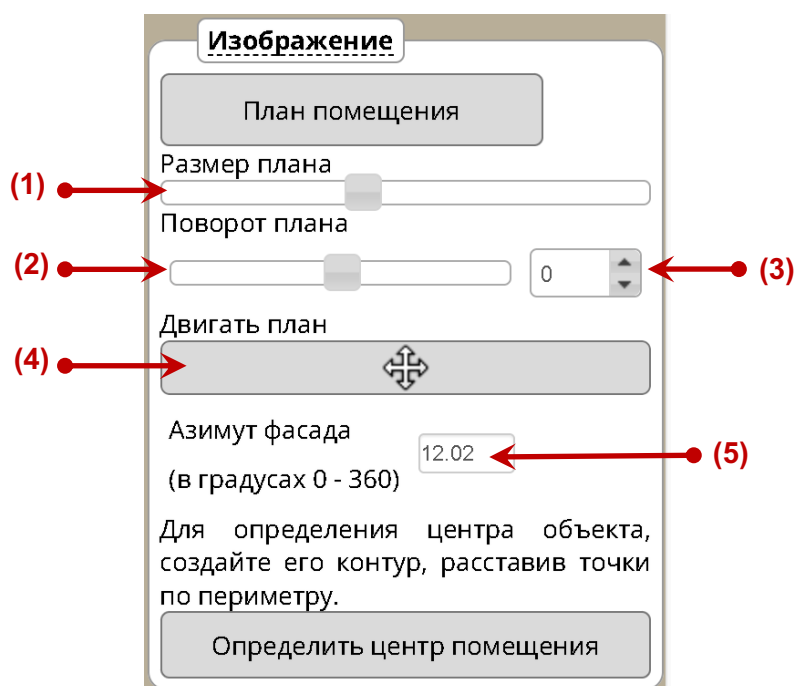 Изображение
План помещения
Размер плана
(1)
Поворот плана
(2)
0
(3)
Двигать план
(4)
Азимут фасада
12.02
(5)
(в градусах 0 - 360)
Для определения центра объекта,
создайте его контур, расставив точки
по периметру.
Определить центр помещения